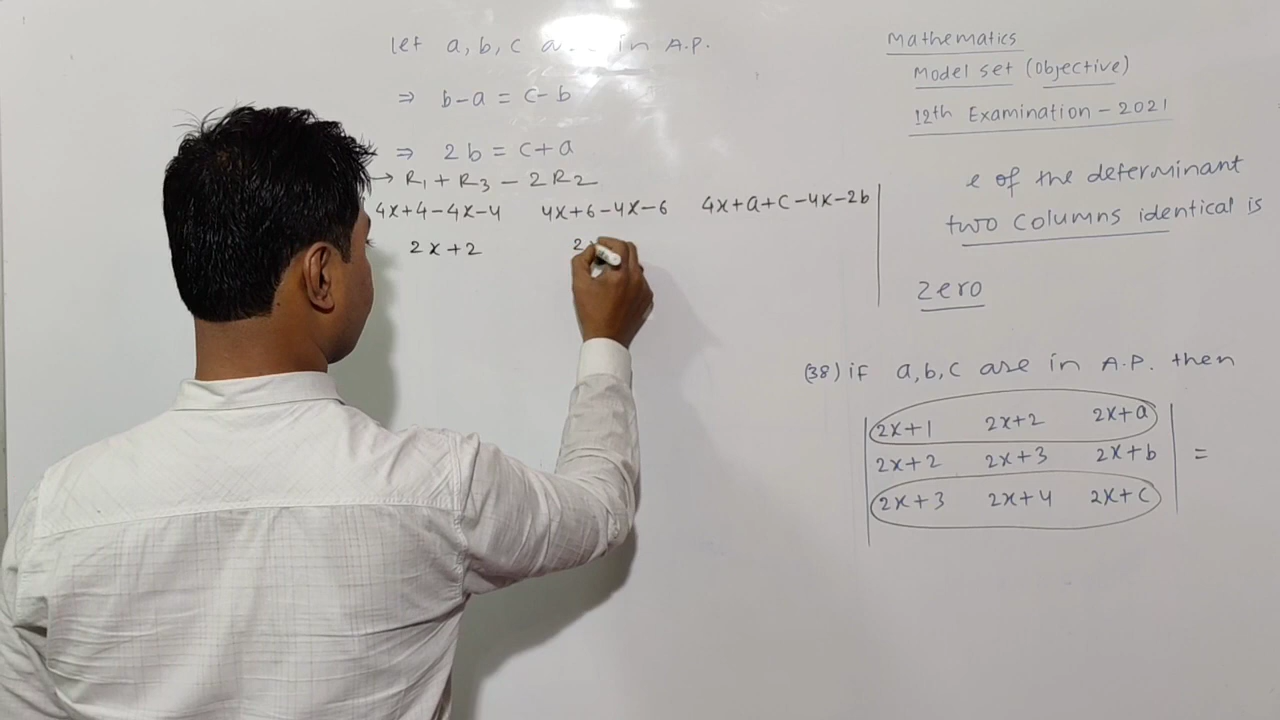 let a, b, c in A.P.
⇒ b-a = c-b
⇒ 2b = c+a
→ R1 + R3 - 2R2
4x+4-4x-4 4x+6-4x-6 4x+a+c-4x-2b
2x+2 2x
Mathematics
Model set (Objective)
12th Examination - 2021
e of the determinant
two columns identical is
zero
(38) if a,b,c are in A.P. then
2x+1 2x+2 2x+a
2x+2 2x+3 2x+b =
2x+3 2x+4 2x+c